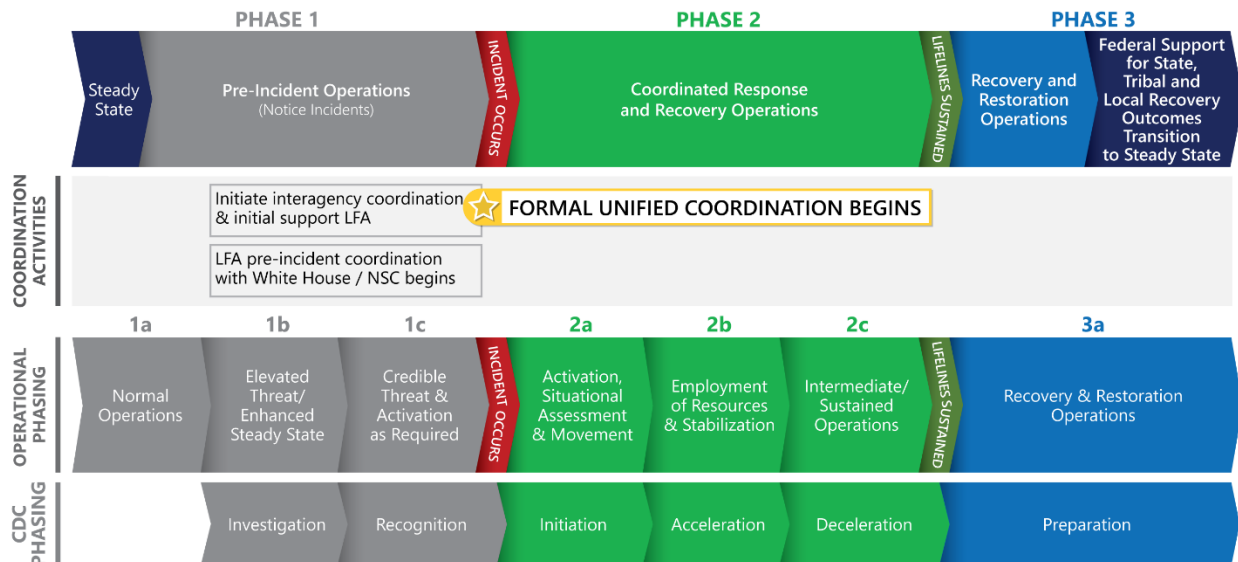 PHASE 1
PHASE 2
PHASE 3
Steady
State
Pre-Incident Operations
(Notice Incidents)
INCIDENT OCCURS
Coordinated Response
and Recovery Operations
LIFELINES SUSTAINED
Recovery and
Restoration
Operations
Federal Support
for State,
Tribal and
Local Recovery
Outcomes
Transition
to Steady State
COORDINATION
ACTIVITIES
Initiate interagency coordination
& initial support LFA
FORMAL UNIFIED COORDINATION BEGINS
LFA pre-incident coordination
with White House / NSC begins
1a
1b
1c
2a
2b
2c
3a
OPERATIONAL
PHASING
Normal
Operations
Elevated
Threat/
Enhanced
Steady State
Credible
Threat &
Activation
as Required
INCIDENT OCCURS
Activation,
Situational
Assessment
& Movement
Employment
of Resources
& Stabilization
Intermediate/
Sustained
Operations
LIFELINES SUSTAINED
Recovery & Restoration
Operations
CDC
PHASING
Investigation
Recognition
Initiation
Acceleration
Deceleration
Preparation